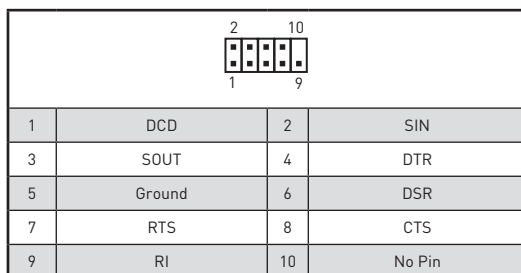 2 10
1 9
1 DCD 2 SIN
3 SOUT 4 DTR
5 Ground 6 DSR
7 RTS 8 CTS
9 RI 10 No Pin